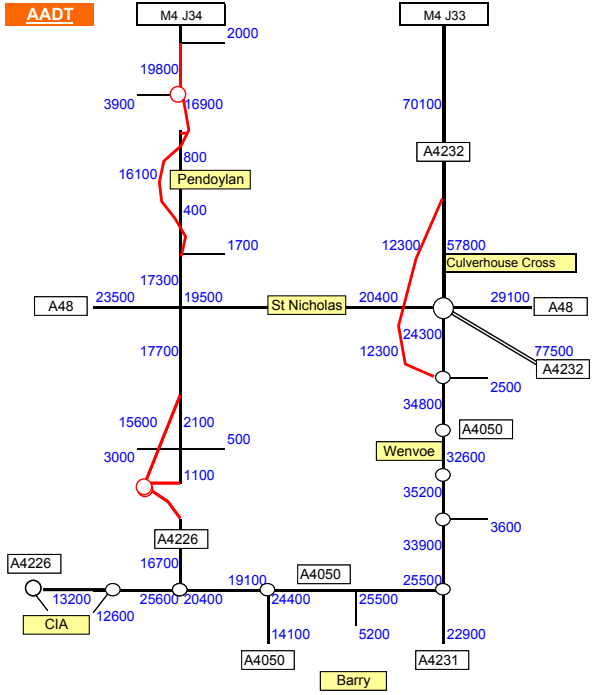 AADT
M4 J34
M4 J33
2000
19800
3900
16900
70100
A4232
800
16100
Pendoylan
400
1700
12300
57800
Culverhouse Cross
17300
A48
23500
19500
St Nicholas
20400
29100
A48
24300
17700
12300
77500
A4232
2500
34800
15600
2100
500
A4050
3000
Wenvoe
32600
1100
35200
3600
A4226
33900
A4226
16700
19100
A4050
25500
13200
25600
20400
24400
25500
12600
CIA
14100
5200
22900
A4050
A4231
Barry